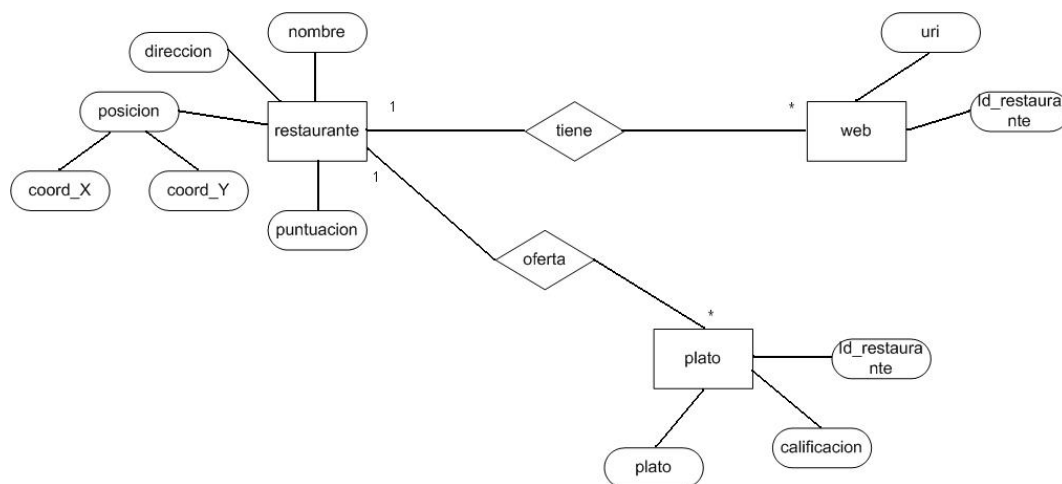 nombre
uri
direccion
posicion
1
*
Id_restaura
nte
restaurante
tiene
web
coord_X
coord_Y
1
puntuacion
oferta
*
plato
Id_restaura
nte
plato
calificacion